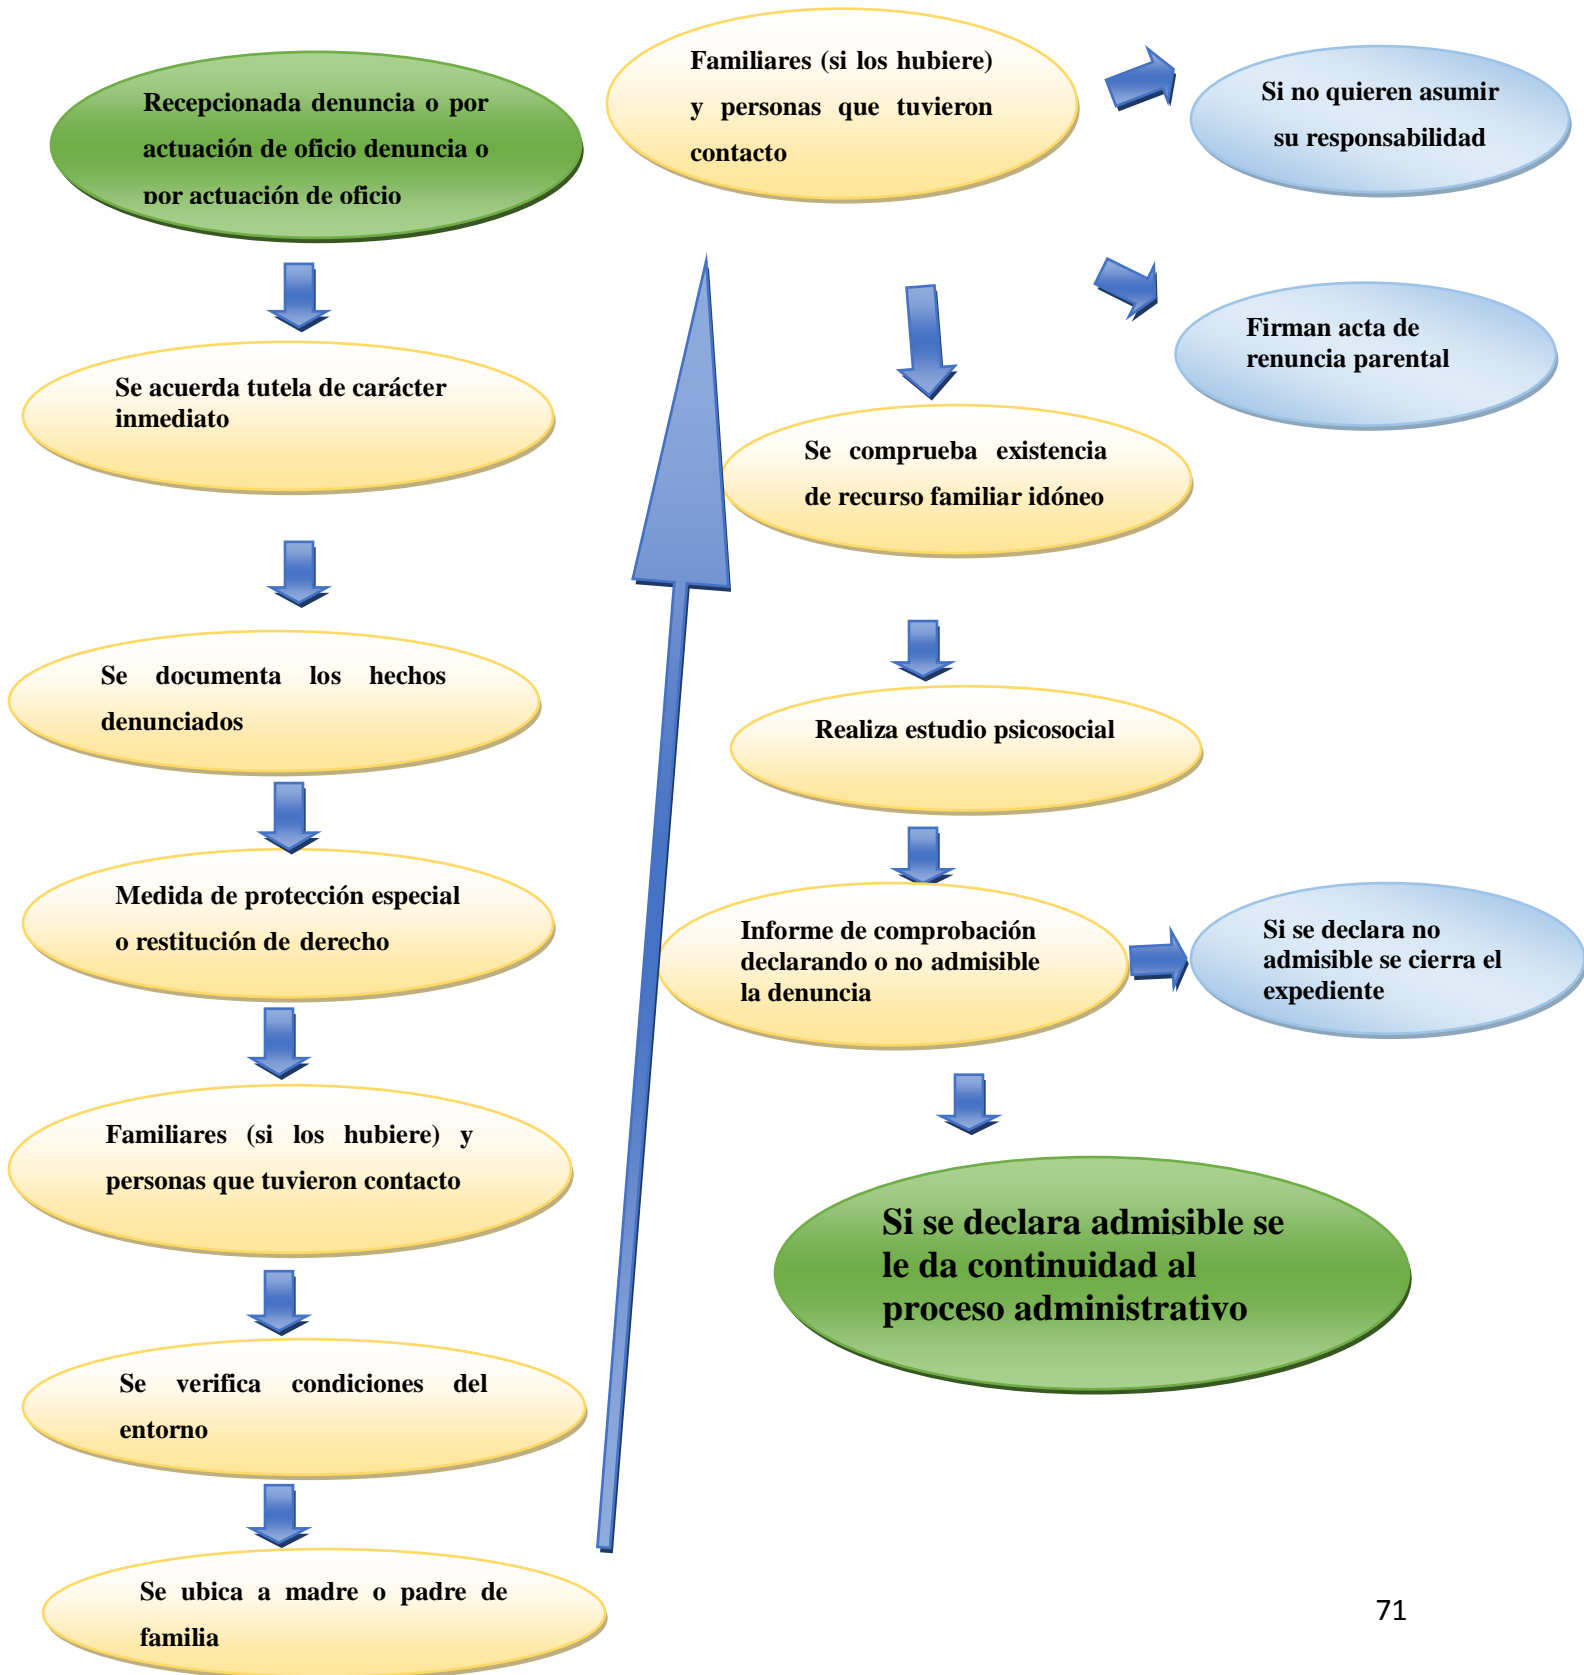 Recepcionada denuncia o por
actuación de oficio denuncia o
por actuación de oficio
Se acuerda tutela de carácter
inmediato
Se documenta los hechos
denunciados
Medida de protección especial
o restitución de derecho
Familiares (si los hubiere) y
personas que tuvieron contacto
Se verifica condiciones del
entorno
Se ubica a madre o padre de
familia
Familiares (si los hubiere)
y personas que tuvieron
contacto
Si no quieren asumir
su responsabilidad
Firman acta de
renuncia parental
Se comprueba existencia
de recurso familiar idóneo
Realiza estudio psicosocial
Informe de comprobación
declarando o no admisible
la denuncia
Si se declara no
admisible se cierra el
expediente
Si se declara admisible se
le da continuidad al
proceso administrativo
71